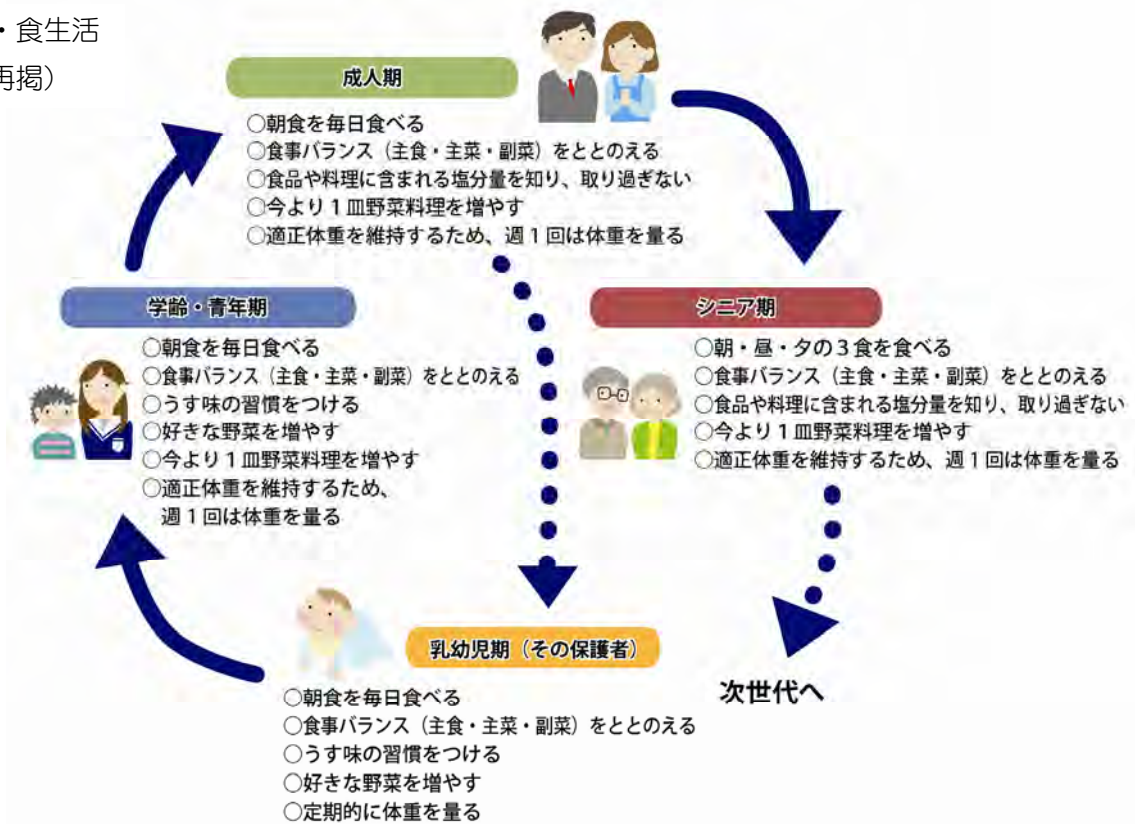 ・食生活
再掲）
成人期
○朝食を毎日食べる
○食事バランス（主食・主菜・副菜）をととのえる
○食品や料理に含まれる塩分量を知り、取り過ぎない
○今より１皿野菜料理を増やす
○適正体重を維持するため、週１回は体重を量る
学齢・青年期
○朝食を毎日食べる
○食事バランス（主食・主菜・副菜）をととのえる
○うす味の習慣をつける
○好きな野菜を増やす
○今より１皿野菜料理を増やす
○適正体重を維持するため、
週１回は体重を量る
シニア期
○朝・昼・夕の３食を食べる
○食事バランス（主食・主菜・副菜）をととのえる
○食品や料理に含まれる塩分量を知り、取り過ぎない
○今より１皿野菜料理を増やす
○適正体重を維持するため、週１回は体重を量る
乳幼児期（その保護者）
○朝食を毎日食べる
○食事バランス（主食・主菜・副菜）をととのえる
○うす味の習慣をつける
○好きな野菜を増やす
○定期的に体重を量る
次世代へ